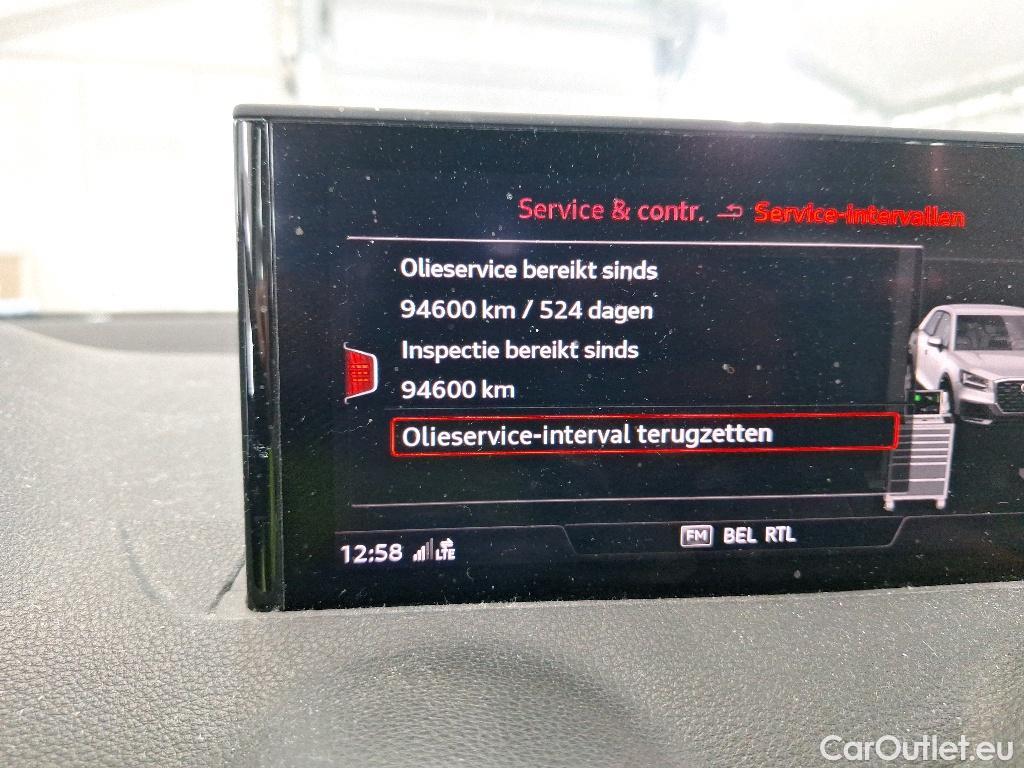 Service & contr. Service-intervallen
Olieservice bereikt sinds
94600 km / 524 dagen
Inspectie bereikt sinds
94600 km
Olieservice-interval terugzetten
12:58 LTE FM BEL RTL
CarOutlet.eu